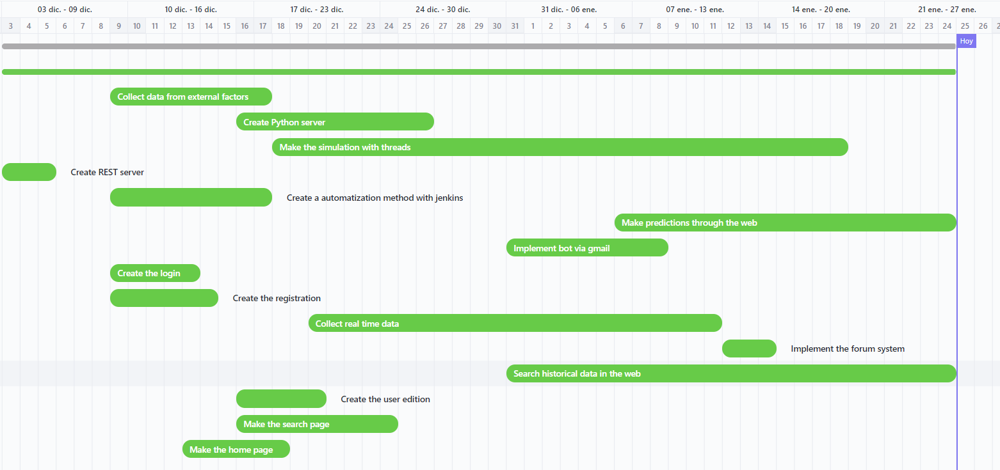 03 dic. - 09 dic. 10 dic. - 16 dic. 17 dic. - 23 dic. 24 dic. - 30 dic. 31 dic. - 06 ene. 07 ene. - 13 ene. 14 ene. - 20 ene. 21 ene. - 27 ene.
3 4 5 6 7 8 9 10 11 12 13 14 15 16 17 18 19 20 21 22 23 24 25 26 27 28 29 30 31 1 2 3 4 5 6 7 8 9 10 11 12 13 14 15 16 17 18 19 20 21 22 23 24 25 26
Hoy
Collect data from external factors
Create Python server
Make the simulation with threads
Create REST server
Create a automatization method with jenkins
Make predictions through the web
Implement bot via gmail
Create the login
Create the registration
Collect real time data
Implement the forum system
Search historical data in the web
Create the user edition
Make the search page
Make the home page